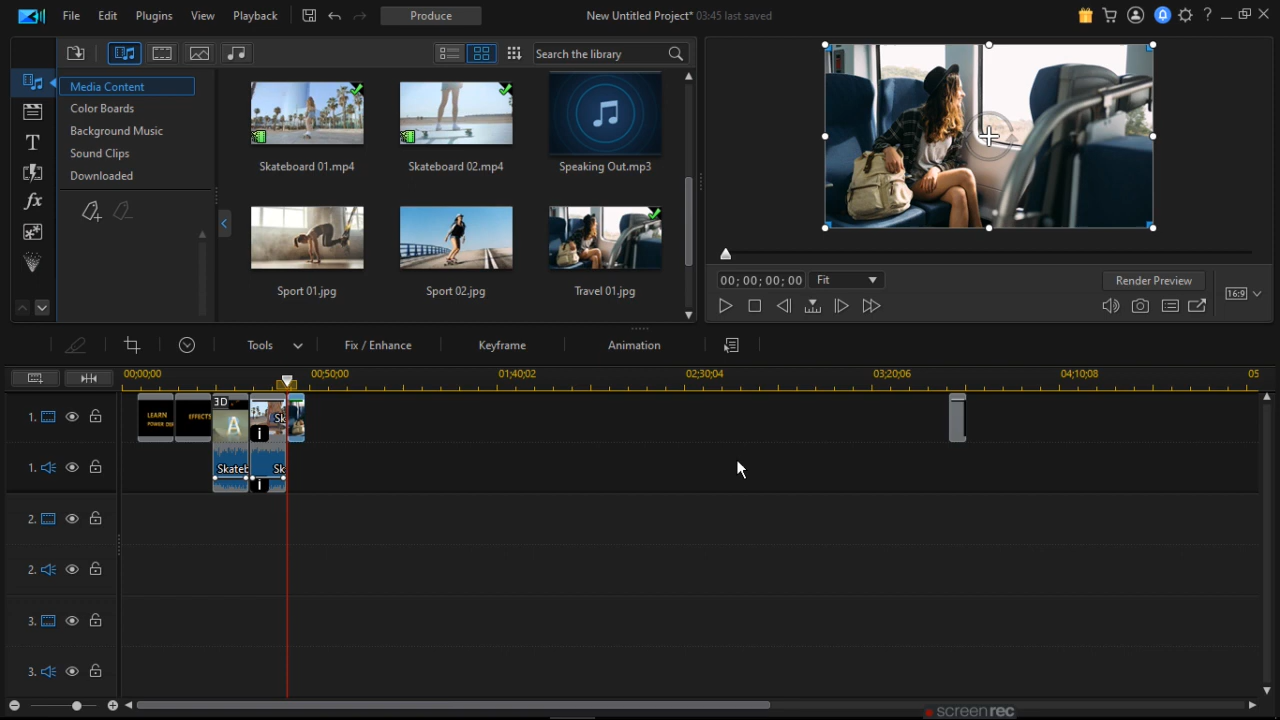 File Edit Plugins View Playback Produce New Untitled Project* 03:45 last saved
Search the library
Media Content
Color Boards
Background Music
Sound Clips
Downloaded
Skateboard 01.mp4 Skateboard 02.mp4 Speaking Out.mp3
Sport 01.jpg Sport 02.jpg Travel 01.jpg
00; 00; 00; 00 Fit Render Preview
16:9
Tools Fix / Enhance Keyframe Animation
00;00;00 00;50;00 01;40;02 02;30;04 03;20;06 04;10;08 05
1. LEARN EFFECTS 3D A Sk i
1. Skateb Sk i
2.
2.
3.
3.
screenrec